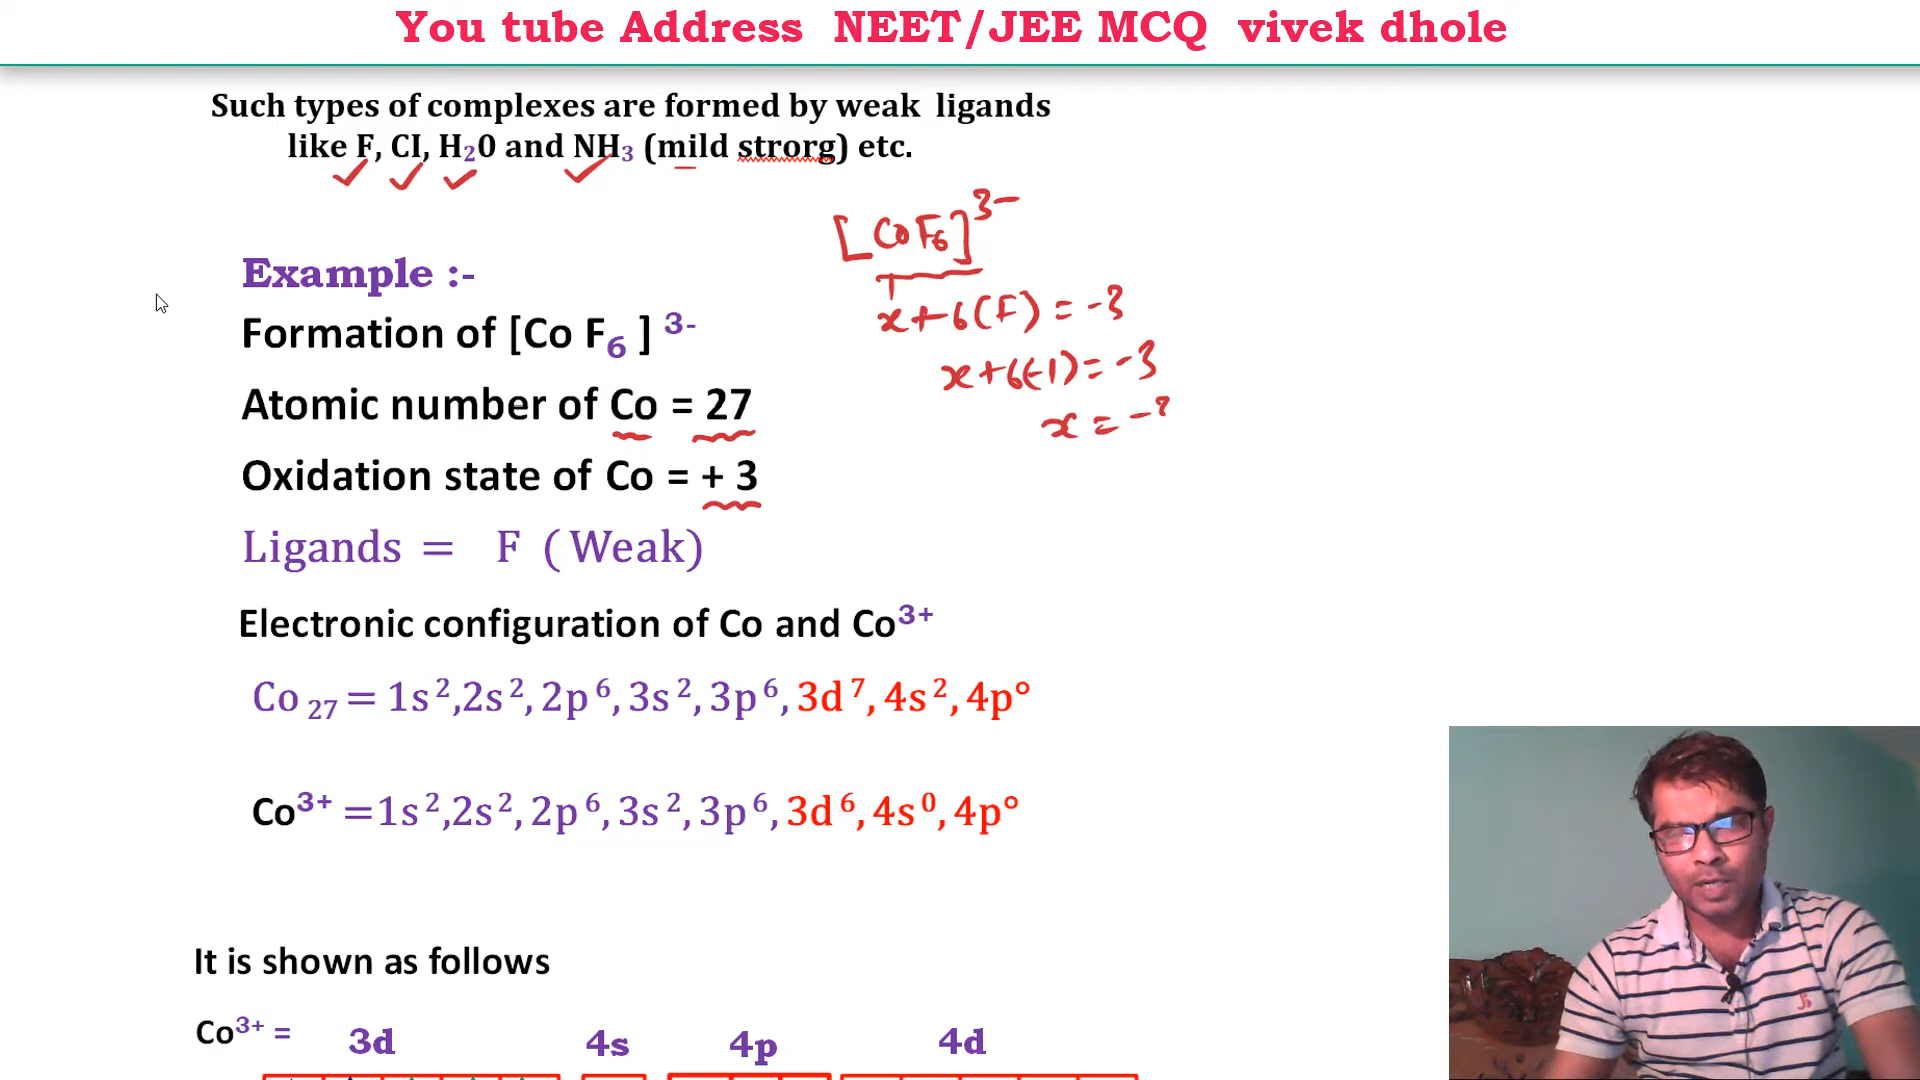 You tube Address NEET/JEE MCQ vivek dhole
Such types of complexes are formed by weak ligands
like F, CI, H₂0 and NH₃ (mild strorg) etc.
[CoF₆]³⁻
x+6(F) = -3
x+6(-1) = -3
x = -
Example :-
Formation of [Co F₆ ] ³⁻
Atomic number of Co = 27
Oxidation state of Co = + 3
Ligands = F ( Weak)
Electronic configuration of Co and Co³⁺
Co ₂₇ = 1s²,2s², 2p⁶, 3s², 3p⁶, 3d⁷, 4s², 4p°
Co³⁺ =1s²,2s², 2p⁶, 3s², 3p⁶, 3d⁶, 4s⁰, 4p°
It is shown as follows
Co³⁺ = 3d 4s 4p 4d